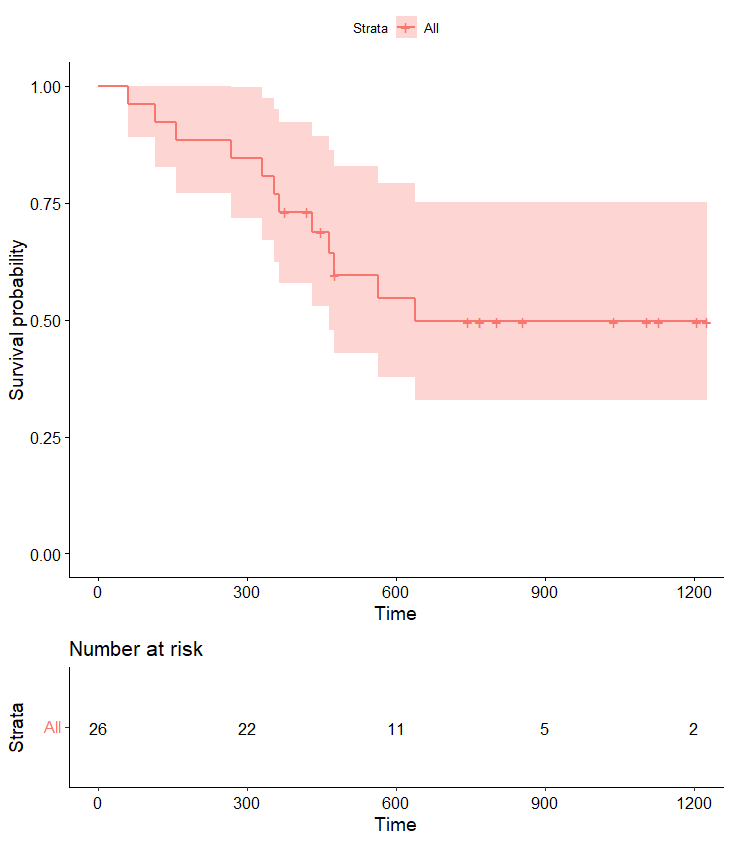 Strata All
1.00
0.75
0.50
0.25
0.00
Survival probability
0 300 600 900 1200
Time
Number at risk
Strata
All 26 22 11 5 2
0 300 600 900 1200
Time